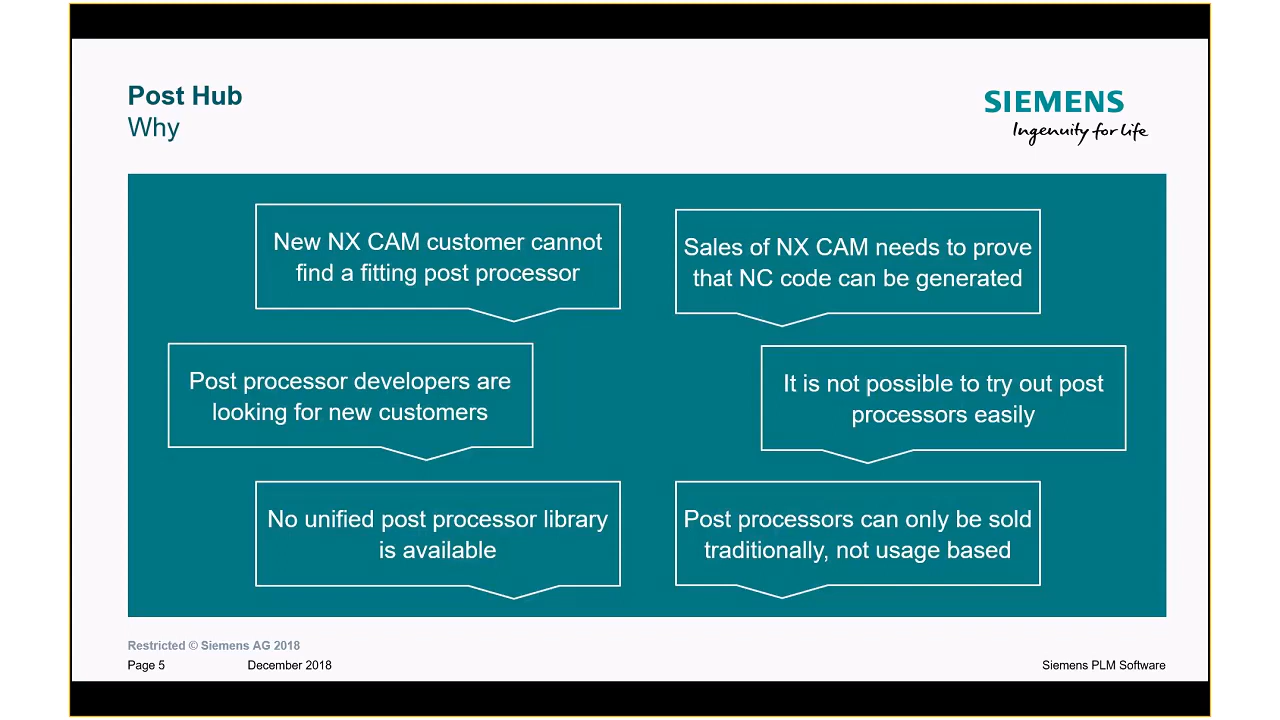 Post Hub
Why
SIEMENS
Ingenuity for life
New NX CAM customer cannot
find a fitting post processor
Sales of NX CAM needs to prove
that NC code can be generated
Post processor developers are
looking for new customers
It is not possible to try out post
processors easily
No unified post processor library
is available
Post processors can only be sold
traditionally, not usage based
Restricted © Siemens AG 2018
Page 5
December 2018
Siemens PLM Software